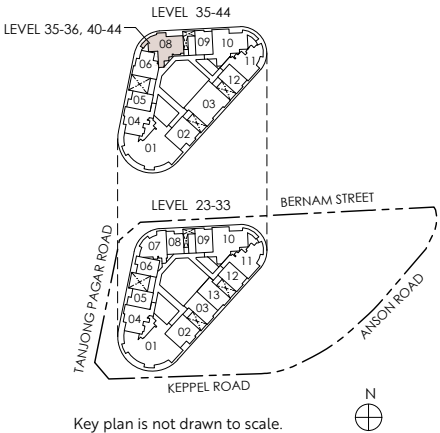 LEVEL 35-44
LEVEL 35-36, 40-44
08
09
10
11
06
12
05
03
04
02
01
LEVEL 23-33
BERNAM STREET
TANJONG PAGAR ROAD
07
08
09
10
11
06
12
05
13
03
04
02
01
ANSON ROAD
KEPPEL ROAD
N
Key plan is not drawn to scale.